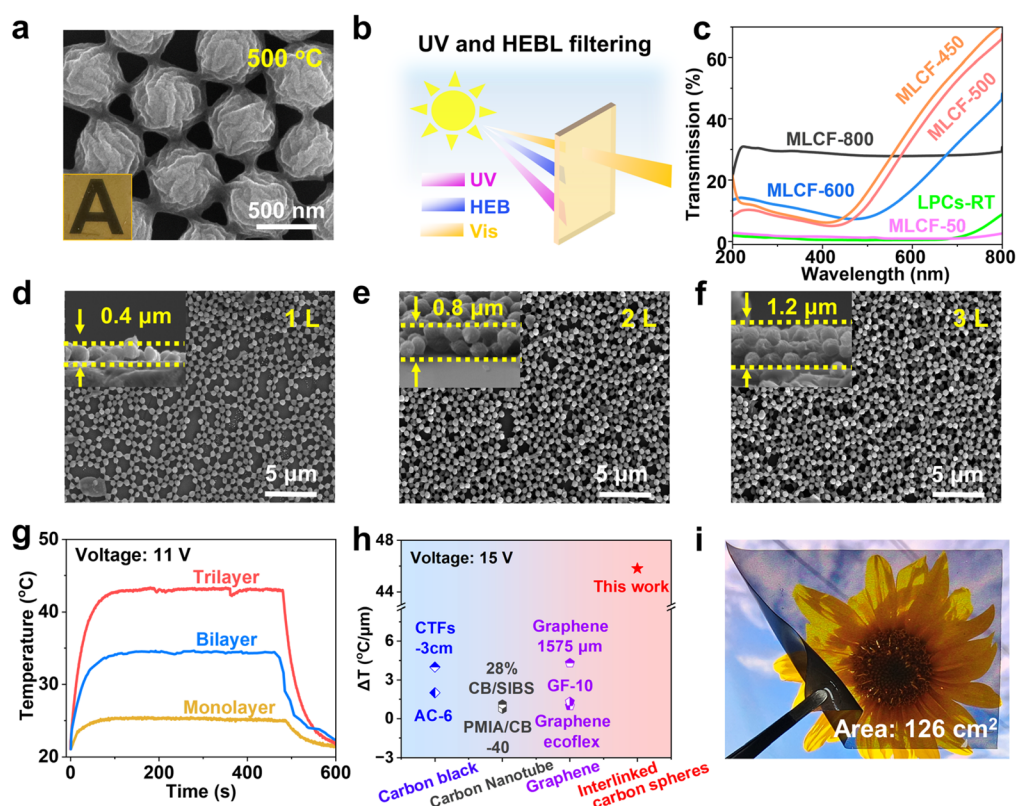 a
500 °C
A
500 nm
b
UV and HEBL filtering
UV
HEB
Vis
c
Transmission (%)
60
40
20
0
MLCF-450
MLCF-500
MLCF-800
MLCF-600
LPCs-RT
MLCF-50
200 400 600 800
Wavelength (nm)
d
0.4 μm
1 L
5 μm
e
0.8 μm
2 L
5 μm
f
1.2 μm
3 L
5 μm
g
Voltage: 11 V
Temperature (°C)
50
40
30
20
Trilayer
Bilayer
Monolayer
0 200 400 600
Time (s)
h
Voltage: 15 V
ΔT (°C/μm)
48
44
6
3
0
−3
This work
CTFs
-3cm
AC-6
28%
CB/SIBS
PMIA/CB
-40
Graphene
1575 μm
GF-10
Graphene
ecoflex
Carbon black
Carbon Nanotube
Graphene
Interlinked
carbon spheres
i
Area: 126 cm²